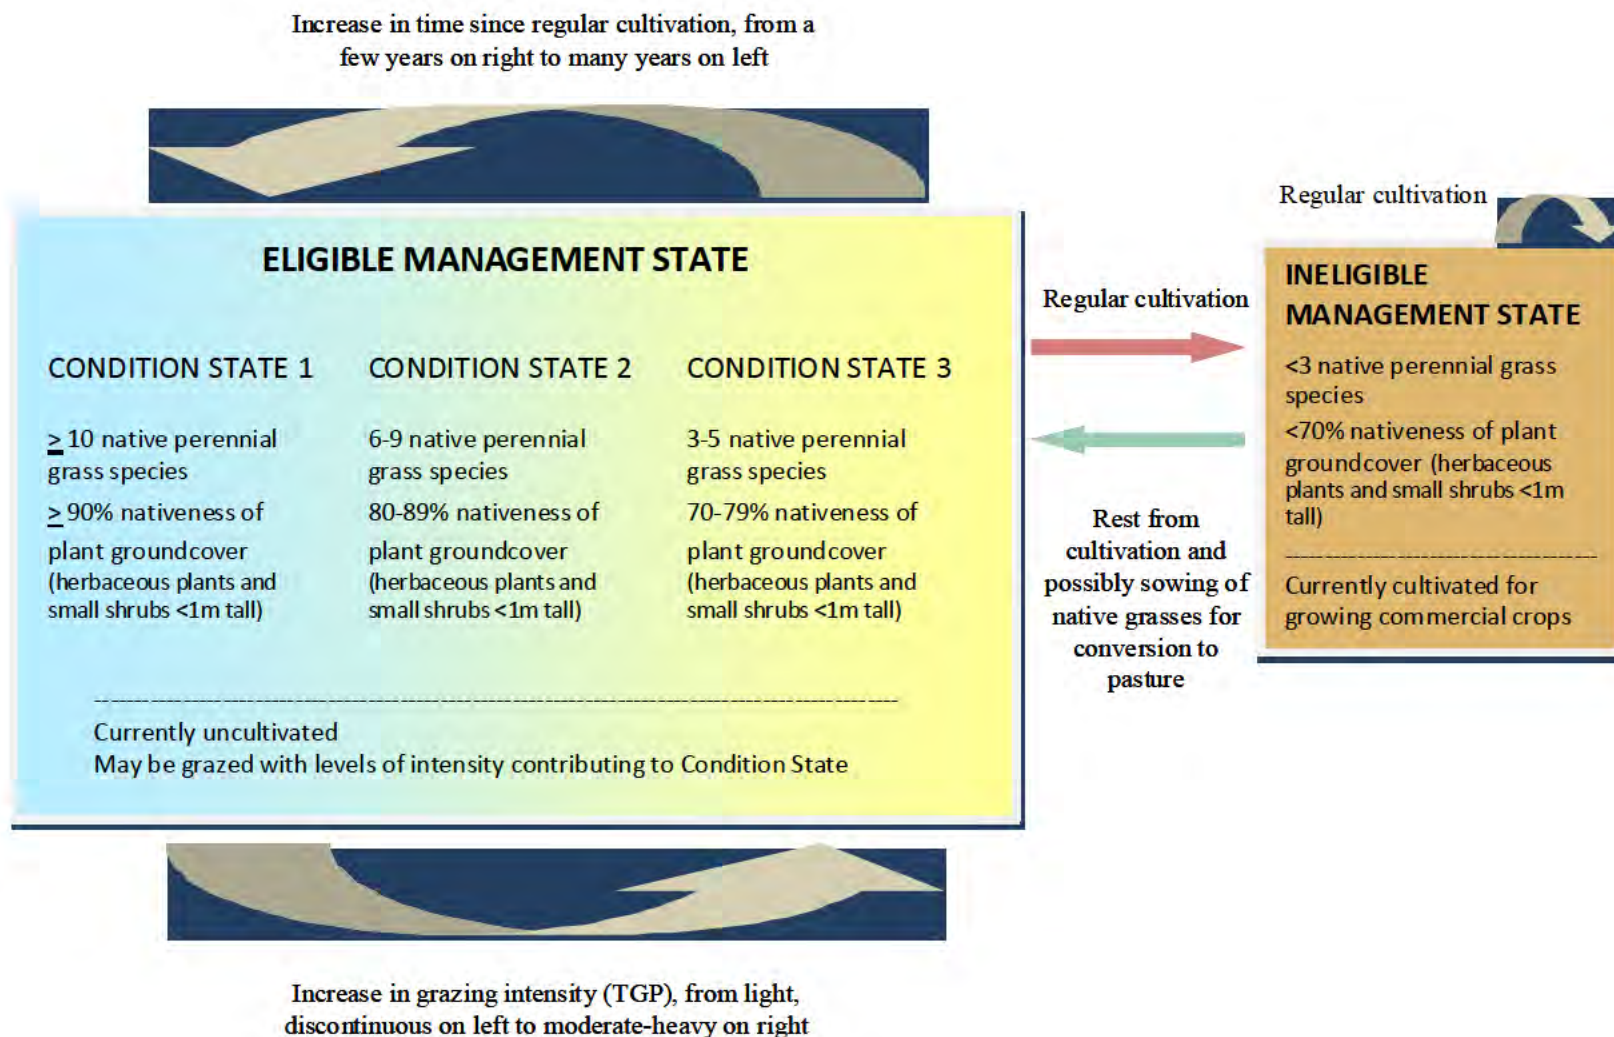 Increase in time since regular cultivation, from a
few years on right to many years on left
ELIGIBLE MANAGEMENT STATE
CONDITION STATE 1
≥ 10 native perennial
grass species
≥ 90% nativeness of
plant groundcover
(herbaceous plants and
small shrubs <1m tall)
CONDITION STATE 2
6-9 native perennial
grass species
80-89% nativeness of
plant groundcover
(herbaceous plants and
small shrubs <1m tall)
CONDITION STATE 3
3-5 native perennial
grass species
70-79% nativeness of
plant groundcover
(herbaceous plants and
small shrubs <1m tall)
Currently uncultivated
May be grazed with levels of intensity contributing to Condition State
Increase in grazing intensity (TGP), from light,
discontinuous on left to moderate-heavy on right
Regular cultivation
Rest from
cultivation and
possibly sowing of
native grasses for
conversion to
pasture
Regular cultivation
INELIGIBLE
MANAGEMENT STATE
<3 native perennial grass
species
<70% nativeness of plant
groundcover (herbaceous
plants and small shrubs <1m
tall)
Currently cultivated for
growing commercial crops